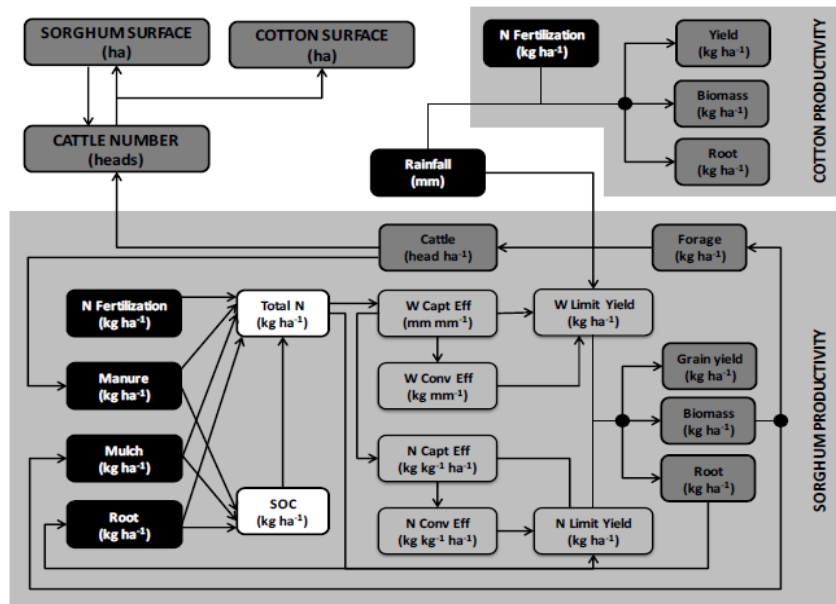 SORGHUM SURFACE
(ha)
COTTON SURFACE
(ha)
CATTLE NUMBER
(heads)
N Fertilization
(kg ha-1)
Rainfall
(mm)
Yield
(kg ha-1)
Biomass
(kg ha-1)
Root
(kg ha-1)
COTTON PRODUCTIVITY
Cattle
(head ha-1)
Forage
(kg ha-1)
N Fertilization
(kg ha-1)
Manure
(kg ha-1)
Mulch
(kg ha-1)
Root
(kg ha-1)
Total N
(kg ha-1)
SOC
(kg ha-1)
W Capt Eff
(mm mm-1)
W Conv Eff
(kg mm-1)
N Capt Eff
(kg kg-1 ha-1)
N Conv Eff
(kg kg-1 ha-1)
W Limit Yield
(kg ha-1)
N Limit Yield
(kg ha-1)
Grain yield
(kg ha-1)
Biomass
(kg ha-1)
Root
(kg ha-1)
SORGHUM PRODUCTIVITY